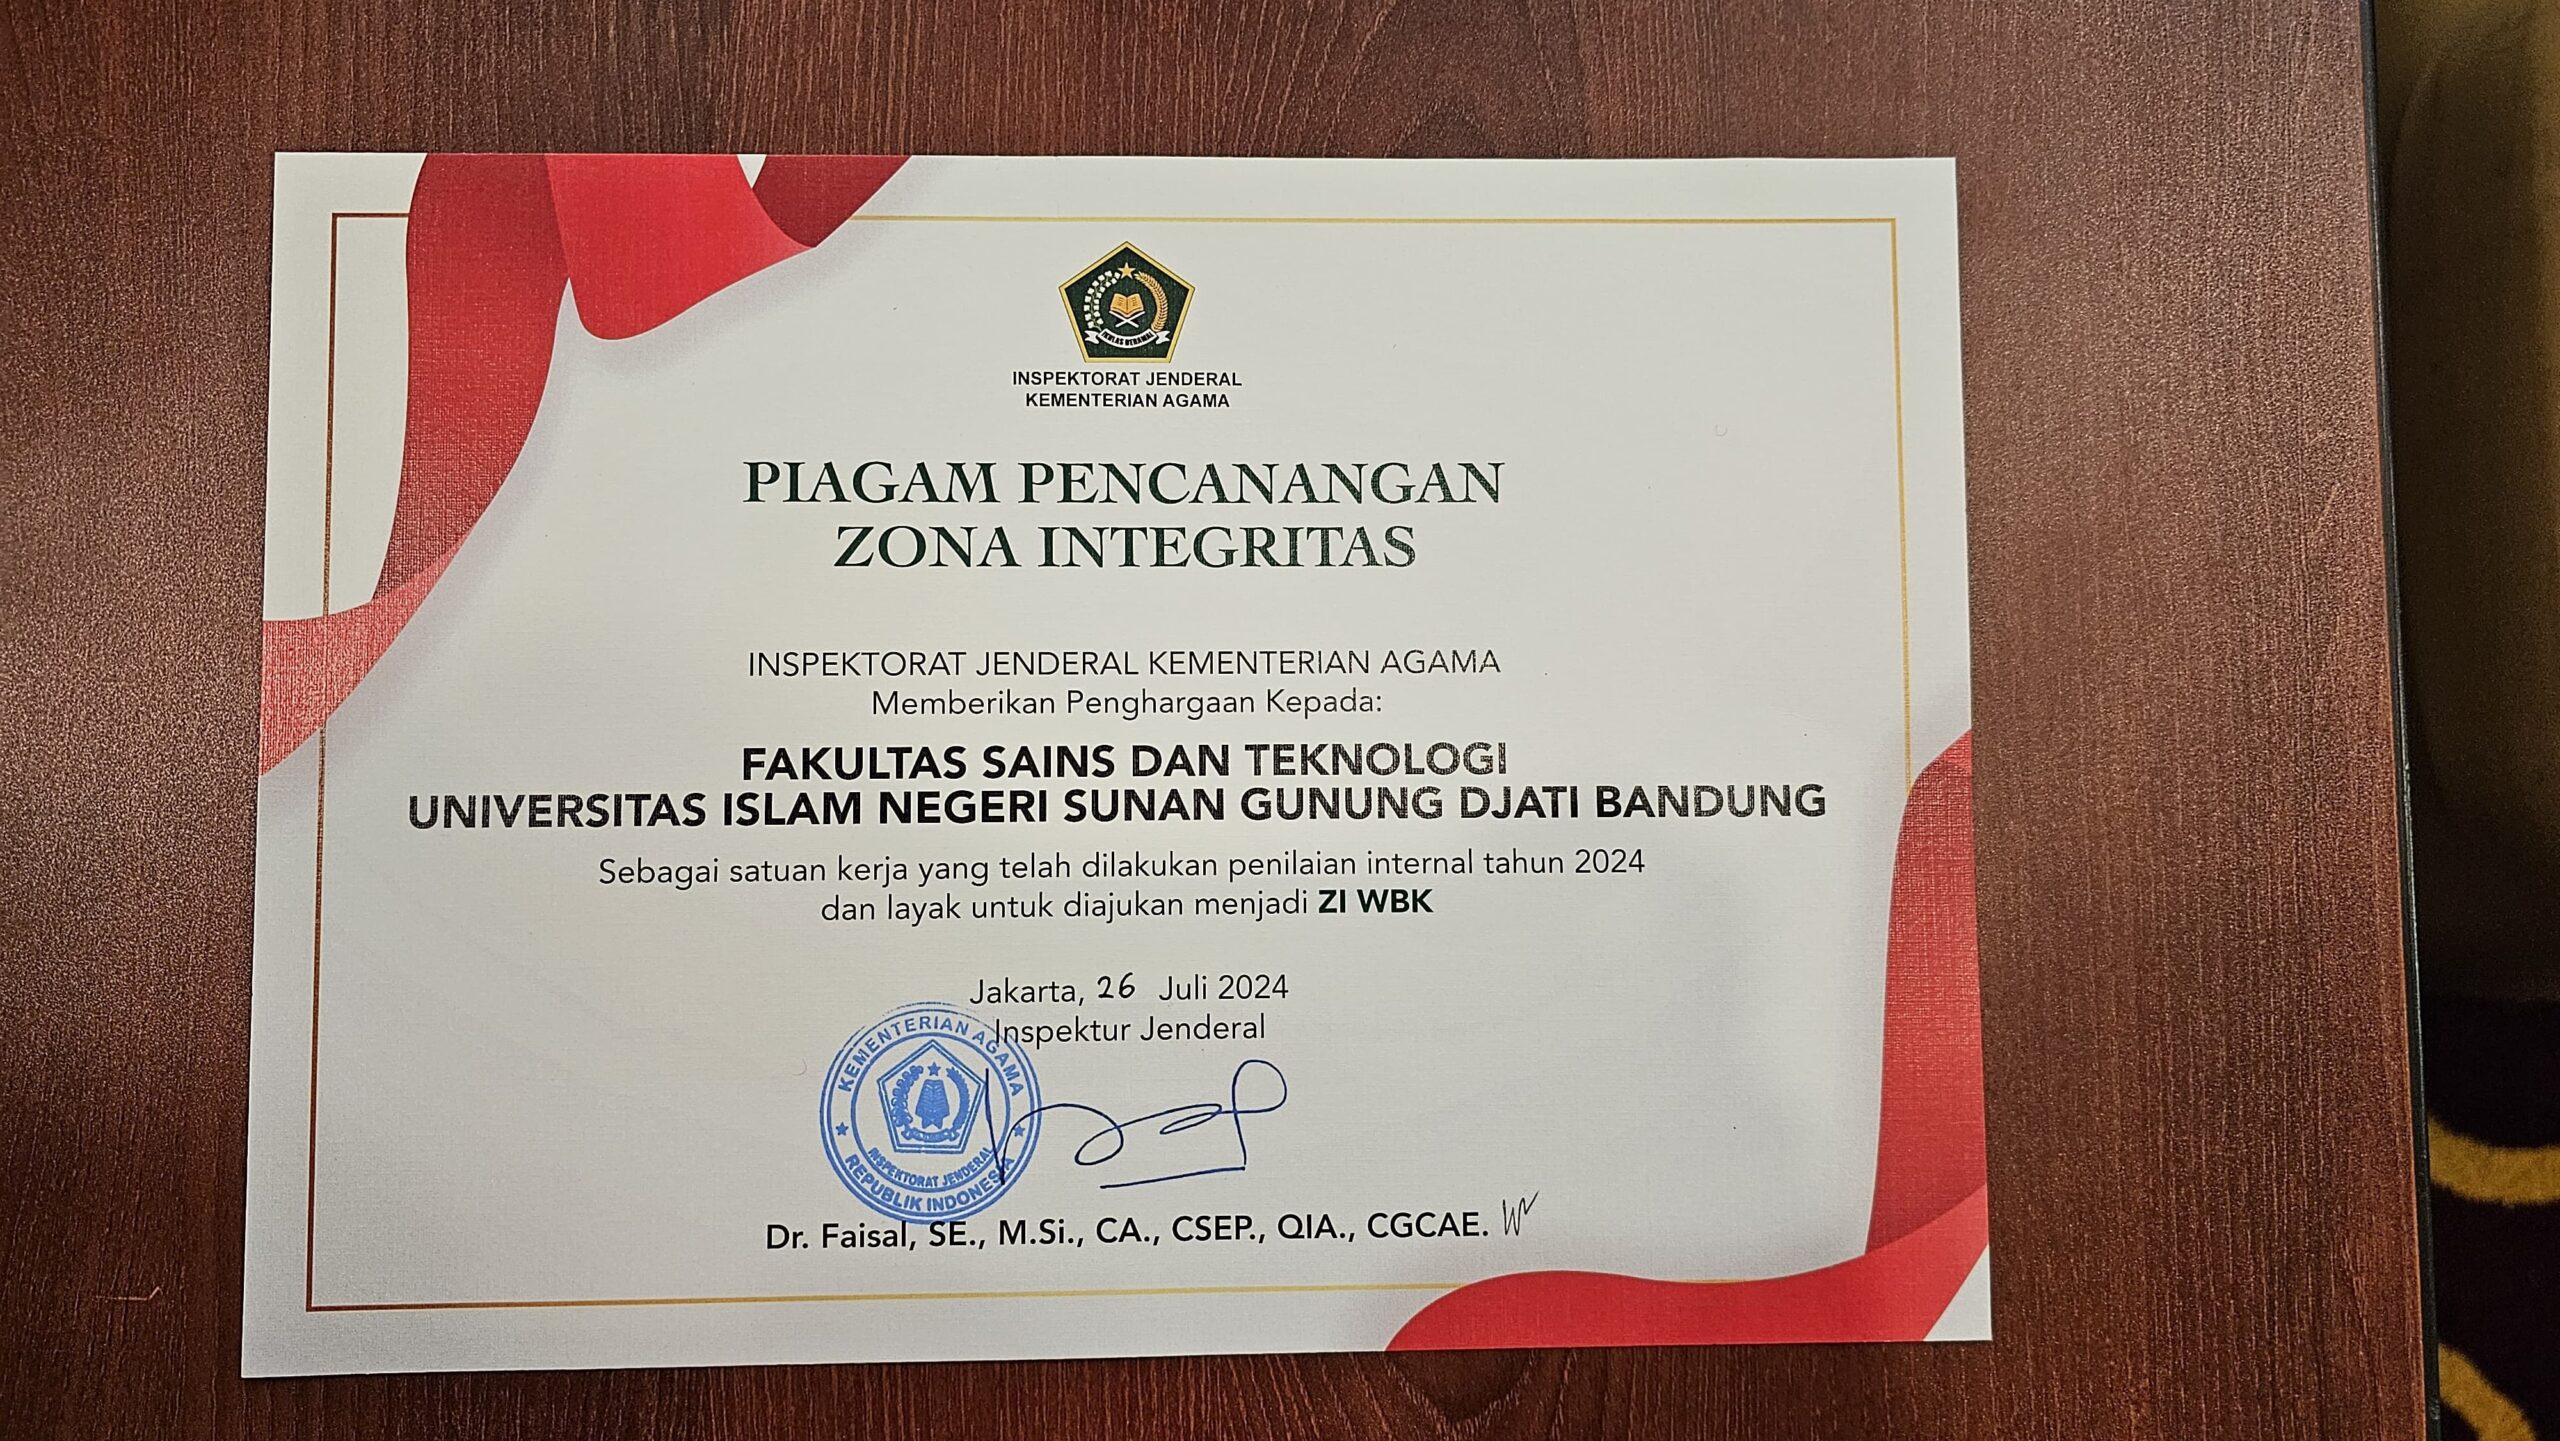 IKHLAS BERAMAL
INSPEKTORAT JENDERAL
KEMENTERIAN AGAMA
PIAGAM PENCANANGAN
ZONA INTEGRITAS
INSPEKTORAT JENDERAL KEMENTERIAN AGAMA
Memberikan Penghargaan Kepada:
FAKULTAS SAINS DAN TEKNOLOGI
UNIVERSITAS ISLAM NEGERI SUNAN GUNUNG DJATI BANDUNG
Sebagai satuan kerja yang telah dilakukan penilaian internal tahun 2024
dan layak untuk diajukan menjadi ZI WBK
Jakarta, 26 Juli 2024
Inspektur Jenderal
KEMENTERIAN AGAMA
INSPEKTORAT JENDERAL
REPUBLIK INDONESIA
Dr. Faisal, SE., M.Si., CA., CSEP., QIA., CGCAE.